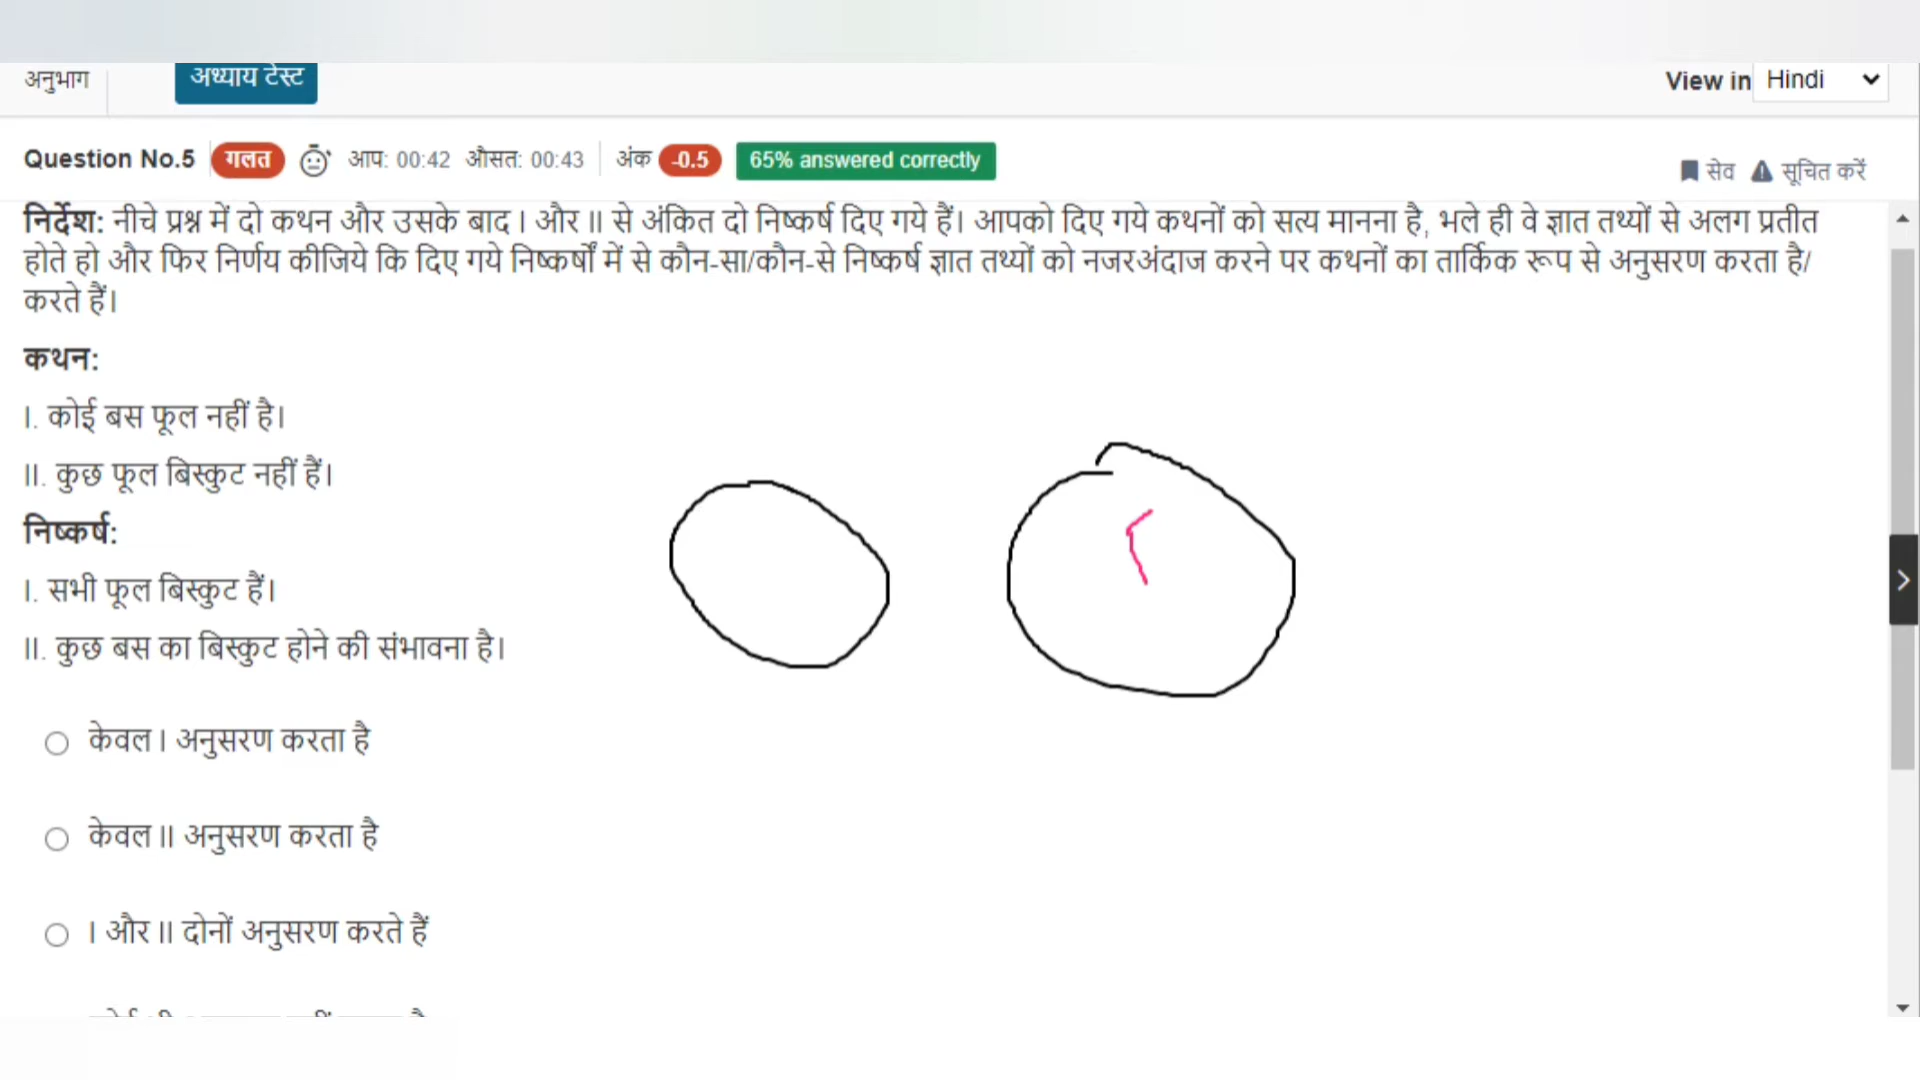 अनुभाग अध्याय टेस्ट View in Hindi
Question No.5 गलत आप: 00:42 औसत: 00:43 अंक -0.5 65% answered correctly सेव सूचित करें
निर्देश: नीचे प्रश्न में दो कथन और उसके बाद I और II से अंकित दो निष्कर्ष दिए गये हैं। आपको दिए गये कथनों को सत्य मानना है, भले ही वे ज्ञात तथ्यों से अलग प्रतीत
होते हो और फिर निर्णय कीजिये कि दिए गये निष्कर्षों में से कौन-सा/कौन-से निष्कर्ष ज्ञात तथ्यों को नजरअंदाज करने पर कथनों का तार्किक रूप से अनुसरण करता है/
करते हैं।
कथन:
I. कोई बस फूल नहीं है।
II. कुछ फूल बिस्कुट नहीं हैं।
निष्कर्ष:
I. सभी फूल बिस्कुट हैं।
II. कुछ बस का बिस्कुट होने की संभावना है।
केवल I अनुसरण करता है
केवल II अनुसरण करता है
I और II दोनों अनुसरण करते हैं